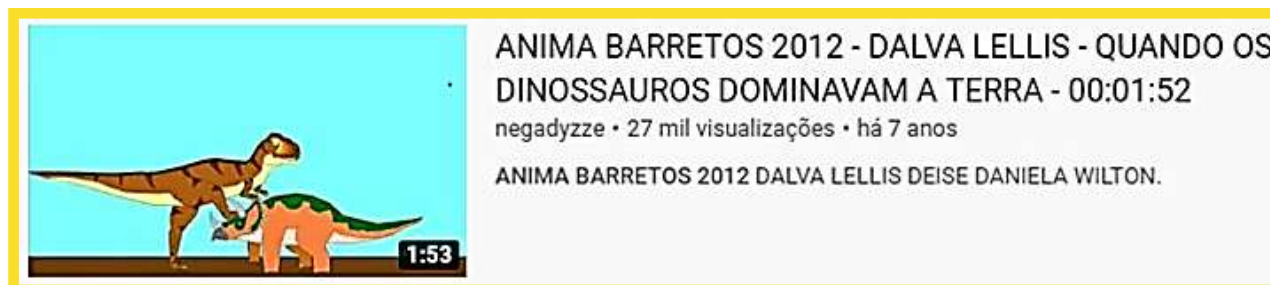 ANIMA BARRETOS 2012 - DALVA LELLIS - QUANDO OS
DINOSSAUROS DOMINAVAM A TERRA - 00:01:52
negadyzze • 27 mil visualizações • há 7 anos
ANIMA BARRETOS 2012 DALVA LELLIS DEISE DANIELA WILTON.
1:53